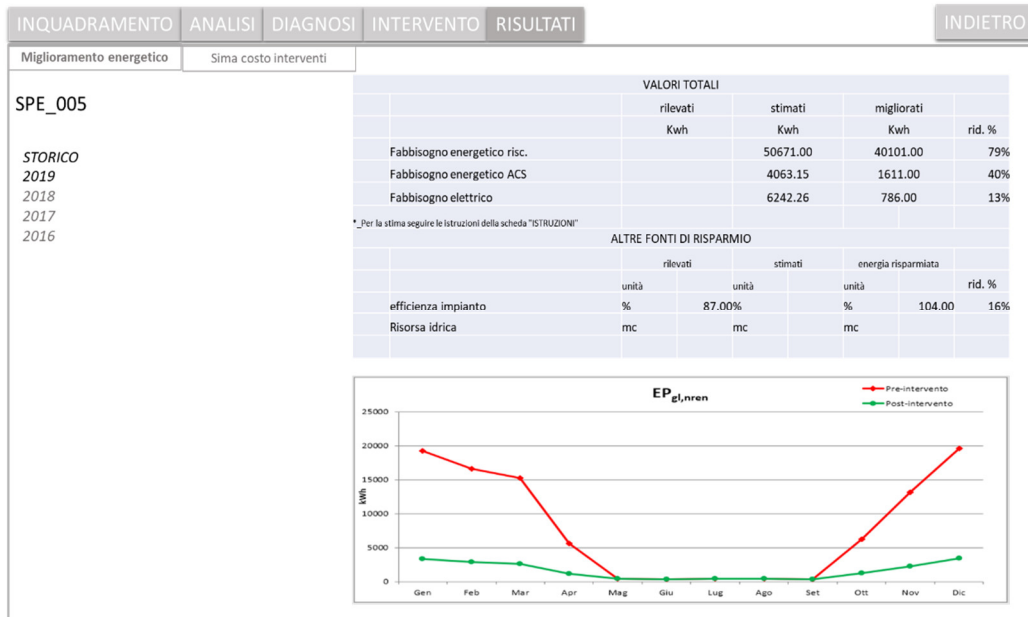 INQUADRAMENTO ANALISI DIAGNOSI INTERVENTO RISULTATI INDIETRO
Miglioramento energetico Sima costo interventi
SPE_005
STORICO
2019
2018
2017
2016
VALORI TOTALI
rilevati stimati migliorati
Kwh Kwh Kwh rid. %
Fabbisogno energetico risc. 50671.00 40101.00 79%
Fabbisogno energetico ACS 4063.15 1611.00 40%
Fabbisogno elettrico 6242.26 786.00 13%
*_Per la stima seguire le istruzioni della scheda "ISTRUZIONI"
ALTRE FONTI DI RISPARMIO
rilevati stimati energia risparmiata
unità unità unità rid. %
efficienza impianto % 87.00% % 104.00 16%
Risorsa idrica mc mc mc
EPgl,nren
Pre-intervento
Post-intervento
25000
20000
15000
10000
5000
0
kWh
Gen Feb Mar Apr Mag Giu Lug Ago Set Ott Nov Dic